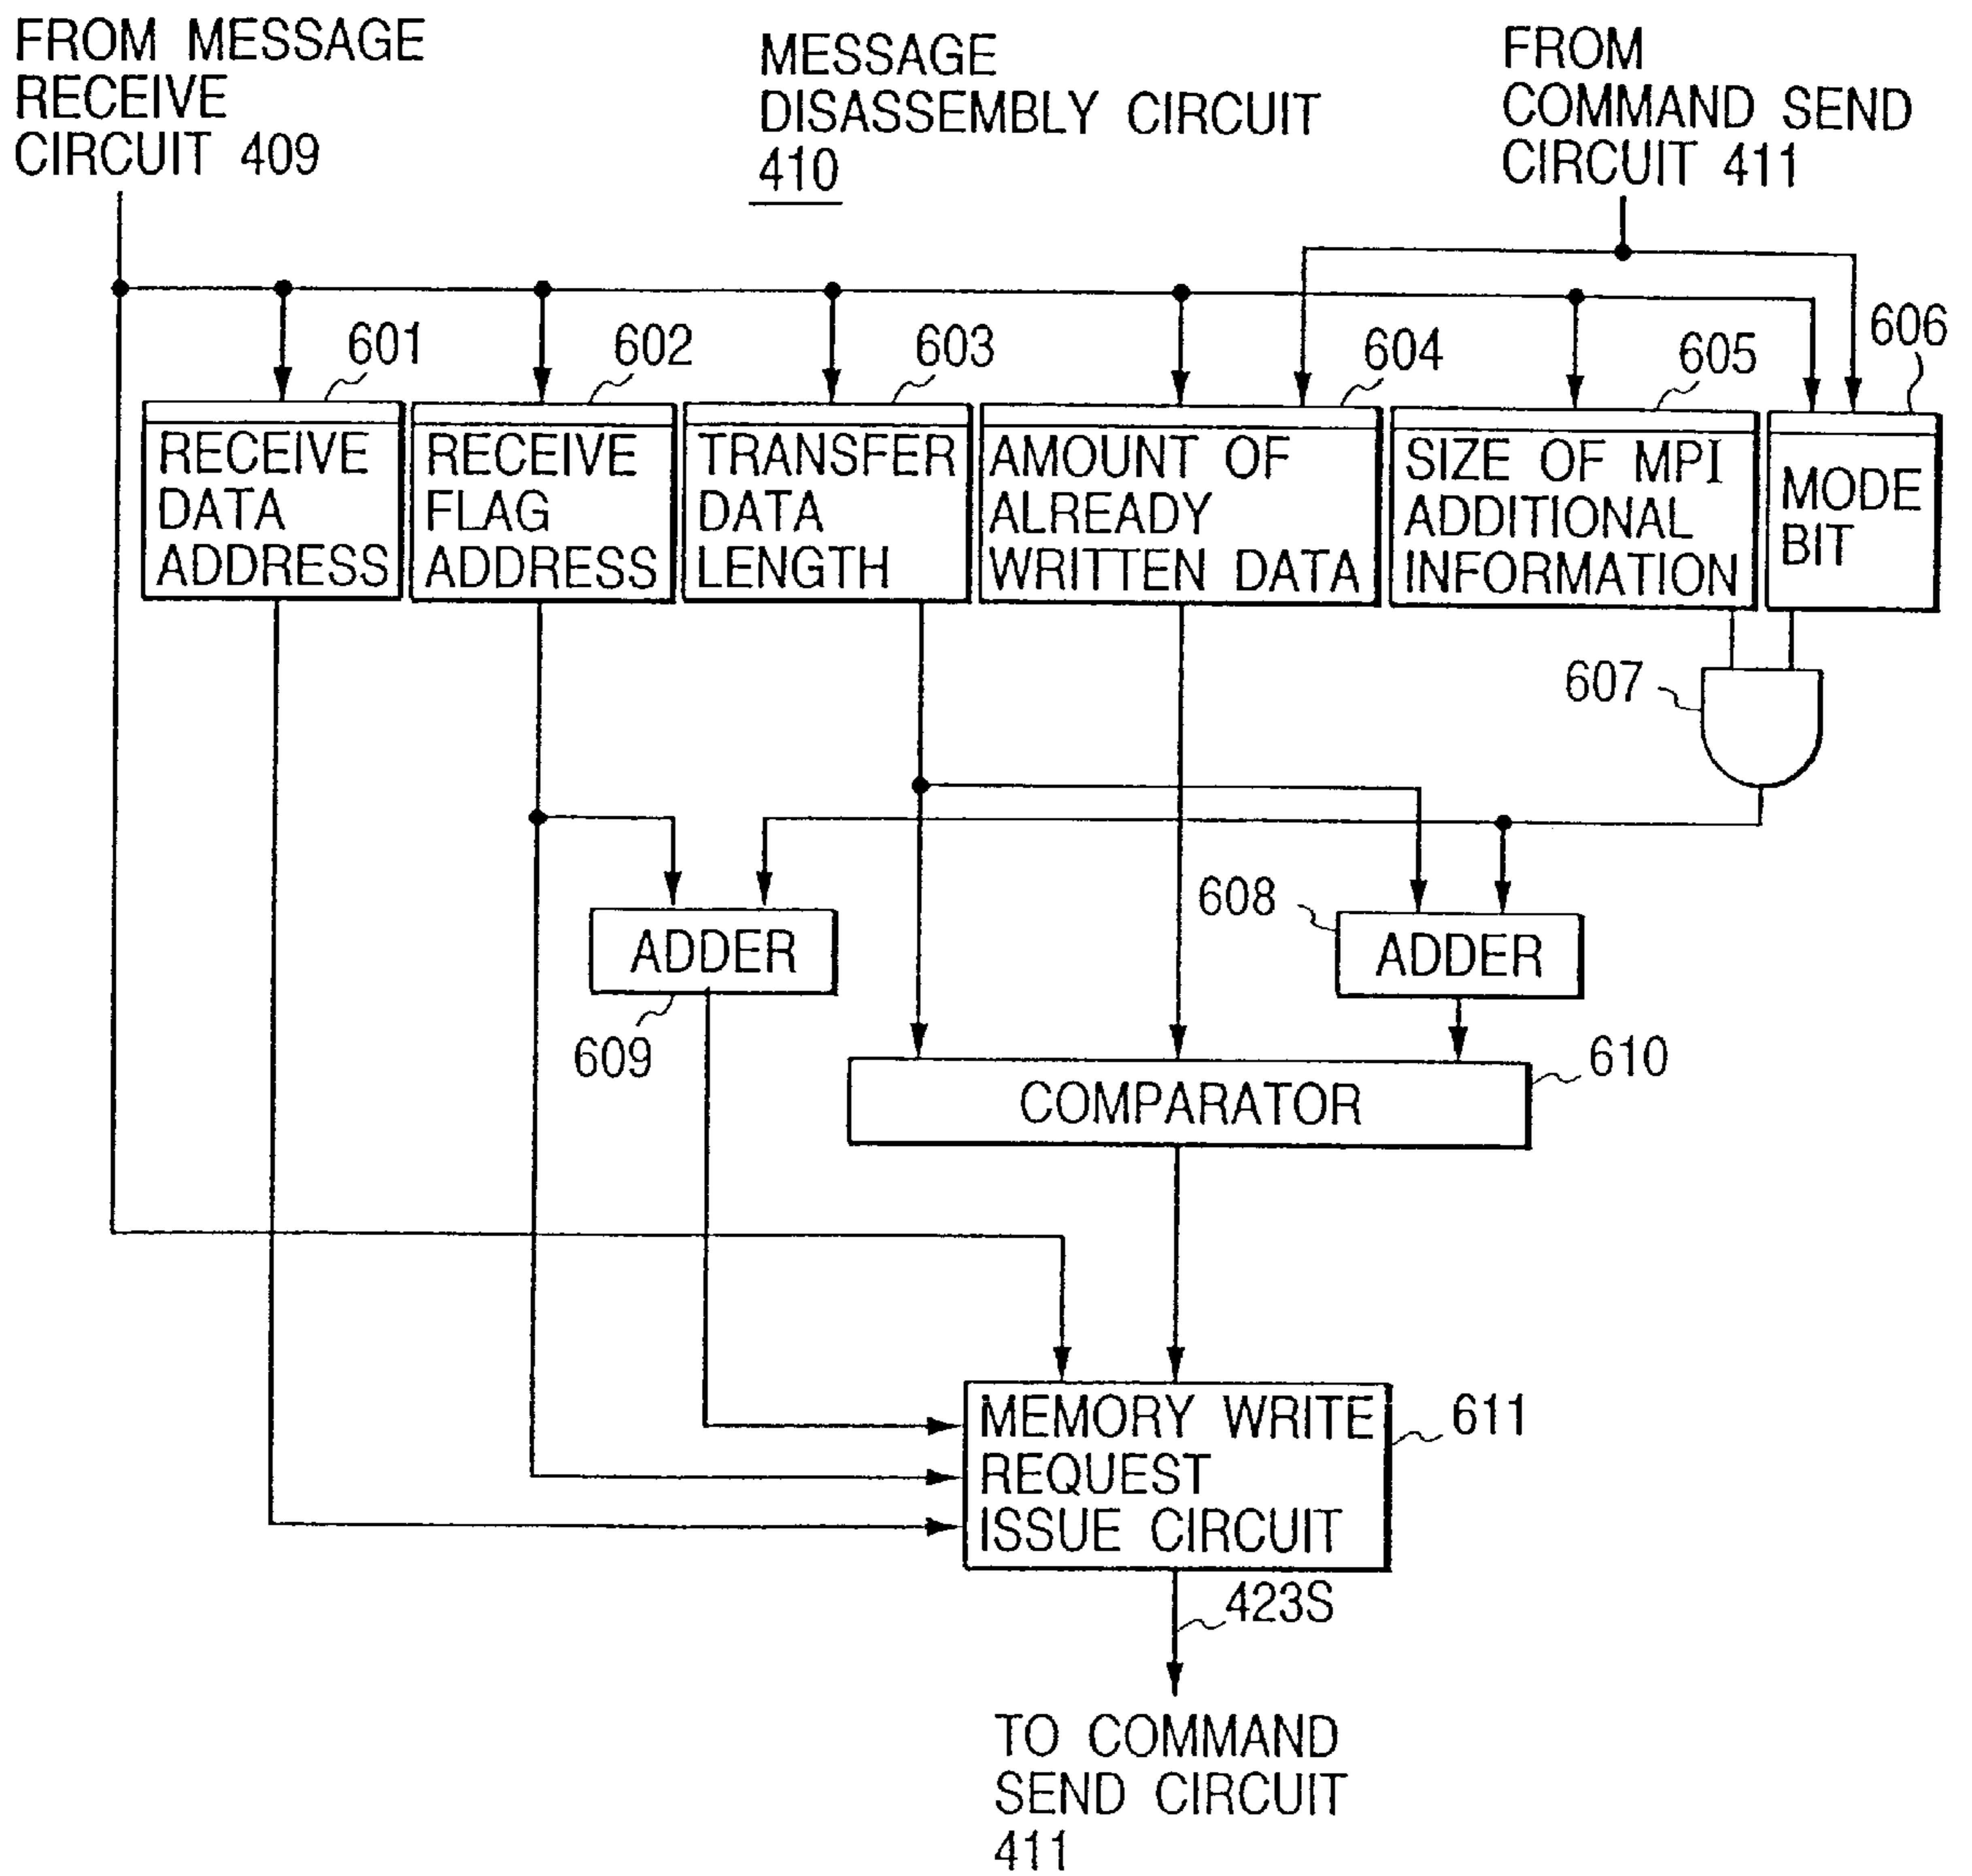 FROM MESSAGE
RECEIVE
CIRCUIT 409
MESSAGE
DISASSEMBLY CIRCUIT
410
FROM
COMMAND SEND
CIRCUIT 411
601
602
603
604
605
606
RECEIVE
DATA
ADDRESS
RECEIVE
FLAG
ADDRESS
TRANSFER
DATA
LENGTH
AMOUNT OF
ALREADY
WRITTEN DATA
SIZE OF MPI
ADDITIONAL
INFORMATION
MODE
BIT
607
608
ADDER
609
ADDER
COMPARATOR
610
MEMORY WRITE
REQUEST
ISSUE CIRCUIT
611
423S
TO COMMAND
SEND CIRCUIT
411